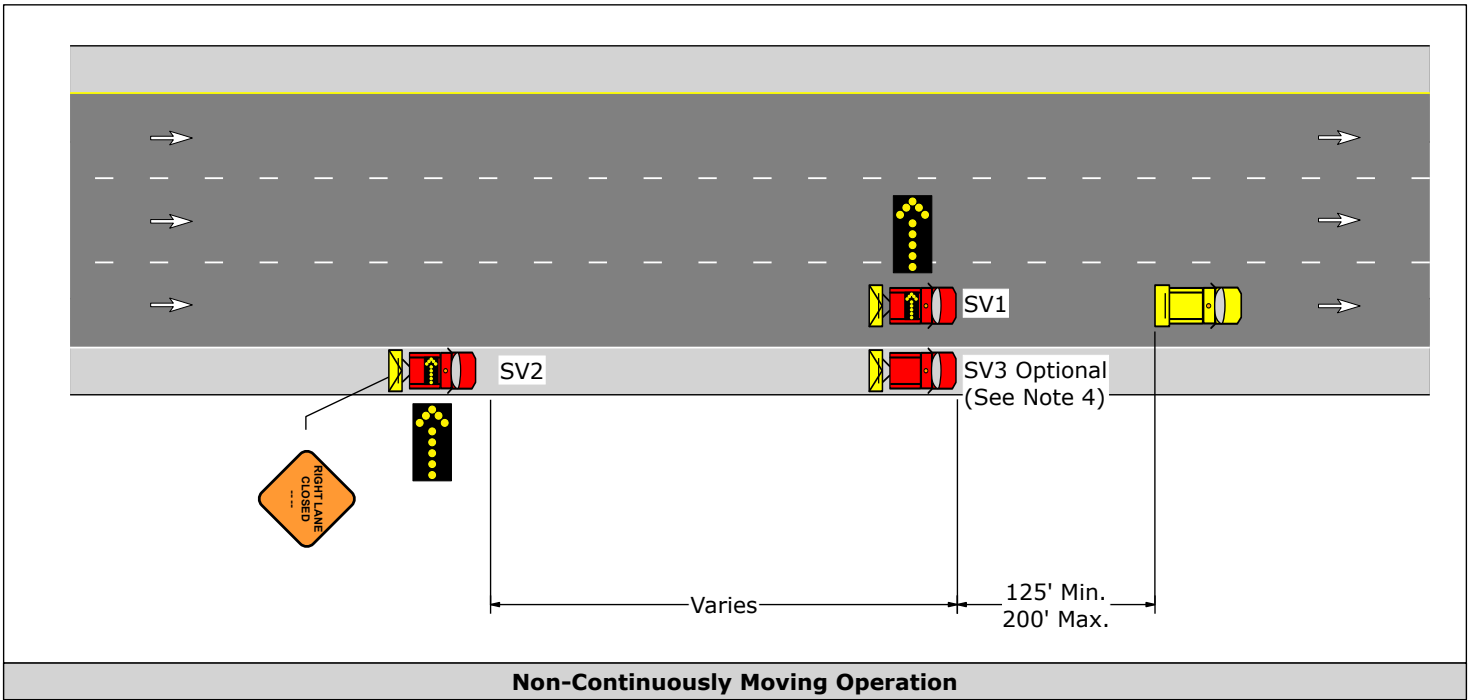 SV1
SV2
SV3 Optional
(See Note 4)
RIGHT LANE
CLOSED
-- --
Varies
125' Min.
200' Max.
Non-Continuously Moving Operation